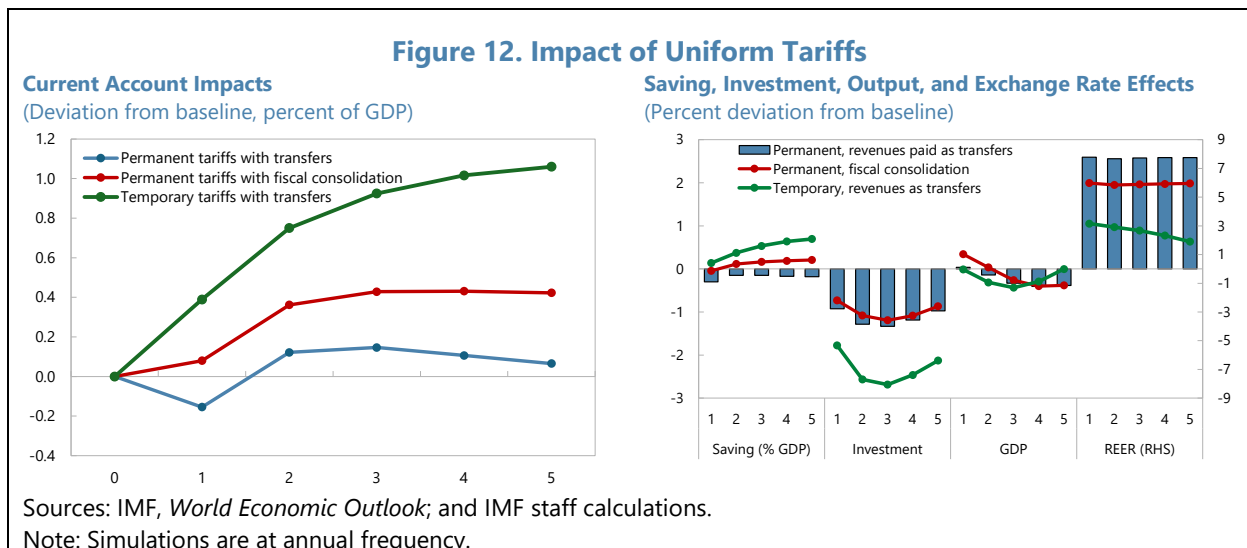 Figure 12. Impact of Uniform Tariffs
Current Account Impacts
(Deviation from baseline, percent of GDP)
1.2
1.0
0.8
0.6
0.4
0.2
0.0
-0.2
-0.4
Permanent tariffs with transfers
Permanent tariffs with fiscal consolidation
Temporary tariffs with transfers
0 1 2 3 4 5
Saving, Investment, Output, and Exchange Rate Effects
(Percent deviation from baseline)
3
2
1
0
-1
-2
-3
Permanent, revenues paid as transfers
Permanent, fiscal consolidation
Temporary, revenues as transfers
9
7
5
3
1
-1
-3
-5
-7
-9
1 2 3 4 5 1 2 3 4 5 1 2 3 4 5 1 2 3 4 5
Saving (% GDP) Investment GDP REER (RHS)
Sources: IMF, World Economic Outlook; and IMF staff calculations.
Note: Simulations are at annual frequency.